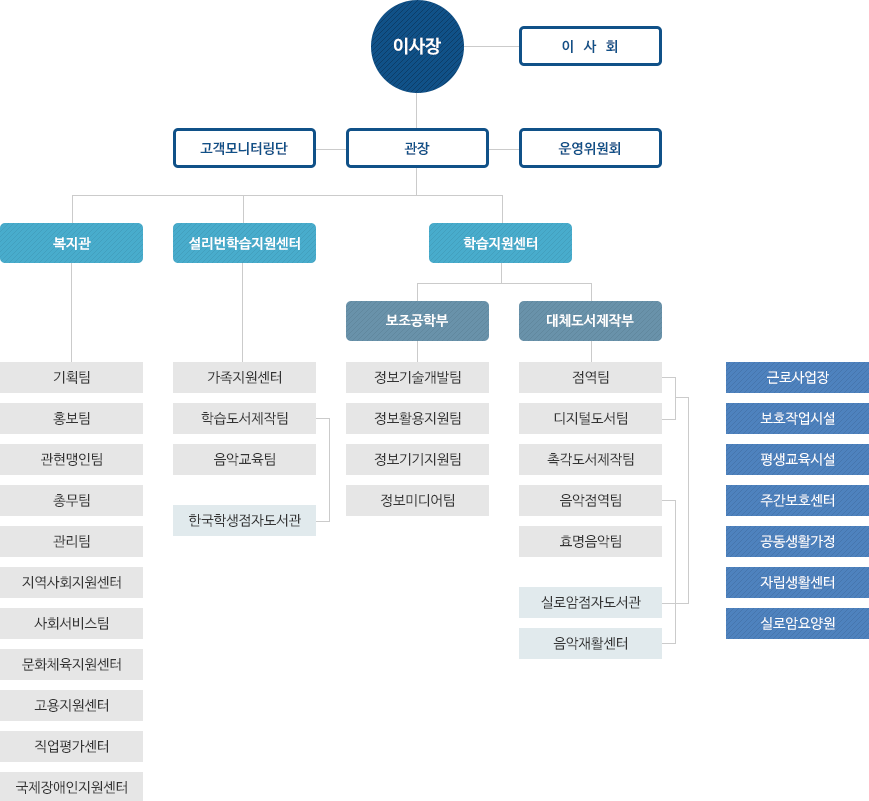 이사장
이 사 회
고객모니터링단
관장
운영위원회
복지관
설리번학습지원센터
학습지원센터
보조공학부
대체도서제작부
기획팀
홍보팀
관현맹인팀
총무팀
관리팀
지역사회지원센터
사회서비스팀
문화체육지원센터
고용지원센터
직업평가센터
국제장애인지원센터
가족지원센터
학습도서제작팀
음악교육팀
한국학생점자도서관
정보기술개발팀
정보활용지원팀
정보기기지원팀
정보미디어팀
점역팀
디지털도서팀
촉각도서제작팀
음악점역팀
효명음악팀
실로암점자도서관
음악재활센터
근로사업장
보호작업시설
평생교육시설
주간보호센터
공동생활가정
자립생활센터
실로암요양원